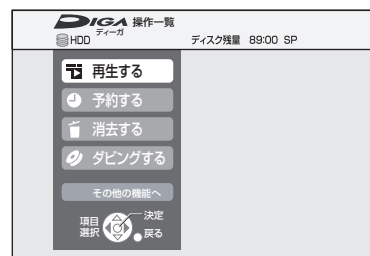 DIGA 操作一覧
ディーガ
HDD ディスク残量 89:00 SP
再生する
予約する
消去する
ダビングする
その他の機能へ
項目 決定
選択 戻る